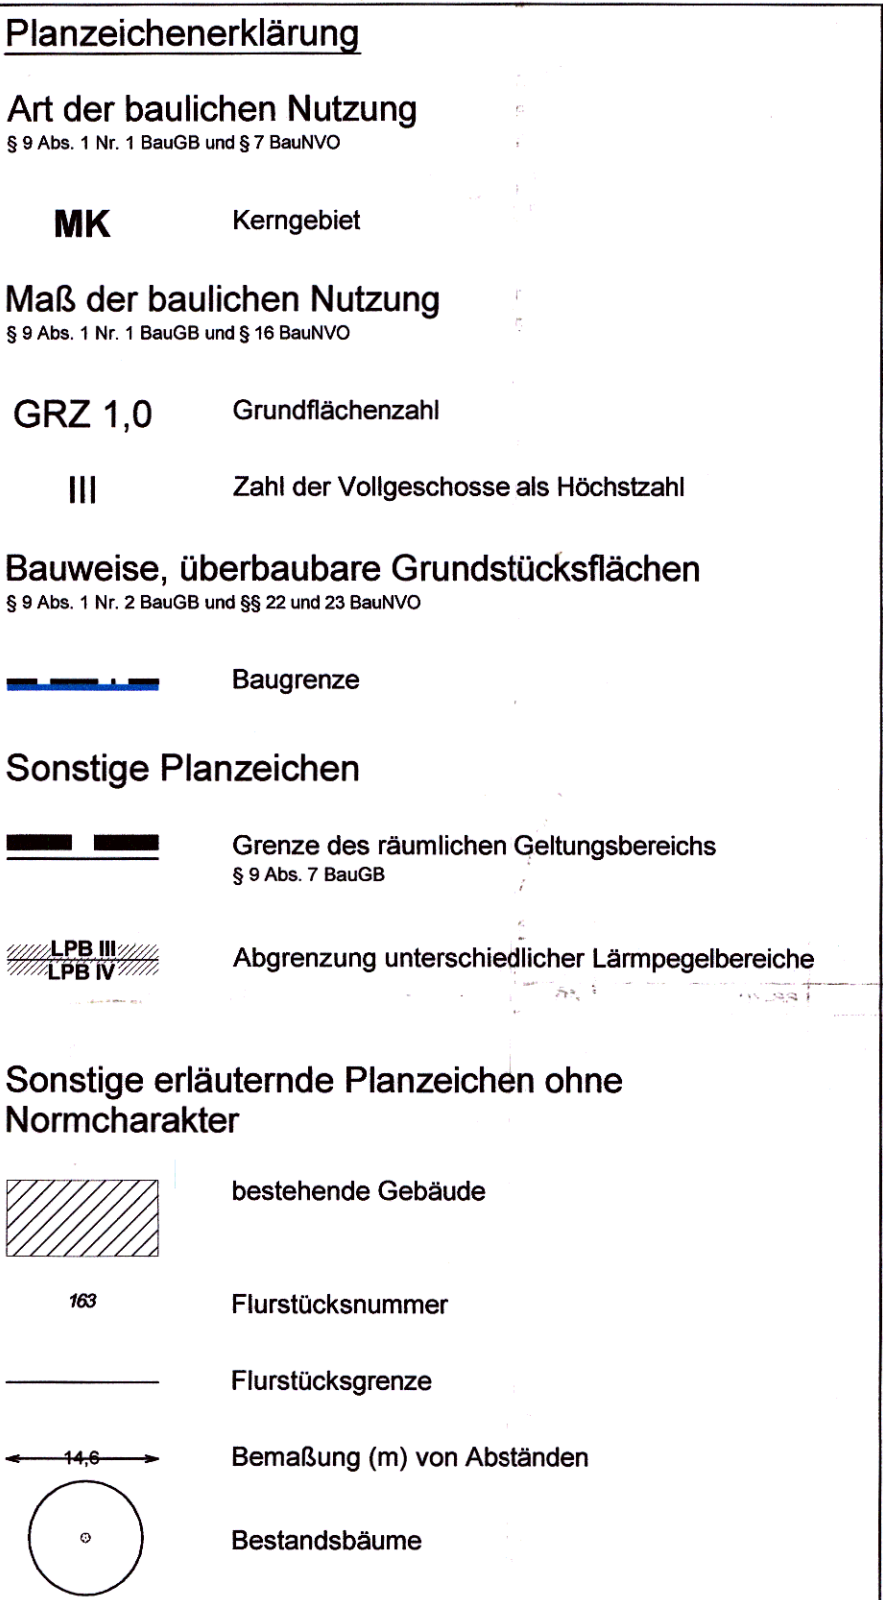 Planzeichenerklärung
Art der baulichen Nutzung
§ 9 Abs. 1 Nr. 1 BauGB und § 7 BauNVO
MK Kerngebiet
Maß der baulichen Nutzung
§ 9 Abs. 1 Nr. 1 BauGB und § 16 BauNVO
GRZ 1,0 Grundflächenzahl
III Zahl der Vollgeschosse als Höchstzahl
Bauweise, überbaubare Grundstücksflächen
§ 9 Abs. 1 Nr. 2 BauGB und §§ 22 und 23 BauNVO
Baugrenze
Sonstige Planzeichen
Grenze des räumlichen Geltungsbereichs
§ 9 Abs. 7 BauGB
LPB III
LPB IV
Abgrenzung unterschiedlicher Lärmpegelbereiche
Sonstige erläuternde Planzeichen ohne
Normcharakter
bestehende Gebäude
163 Flurstücksnummer
Flurstücksgrenze
14,6 Bemaßung (m) von Abständen
Bestandsbäume